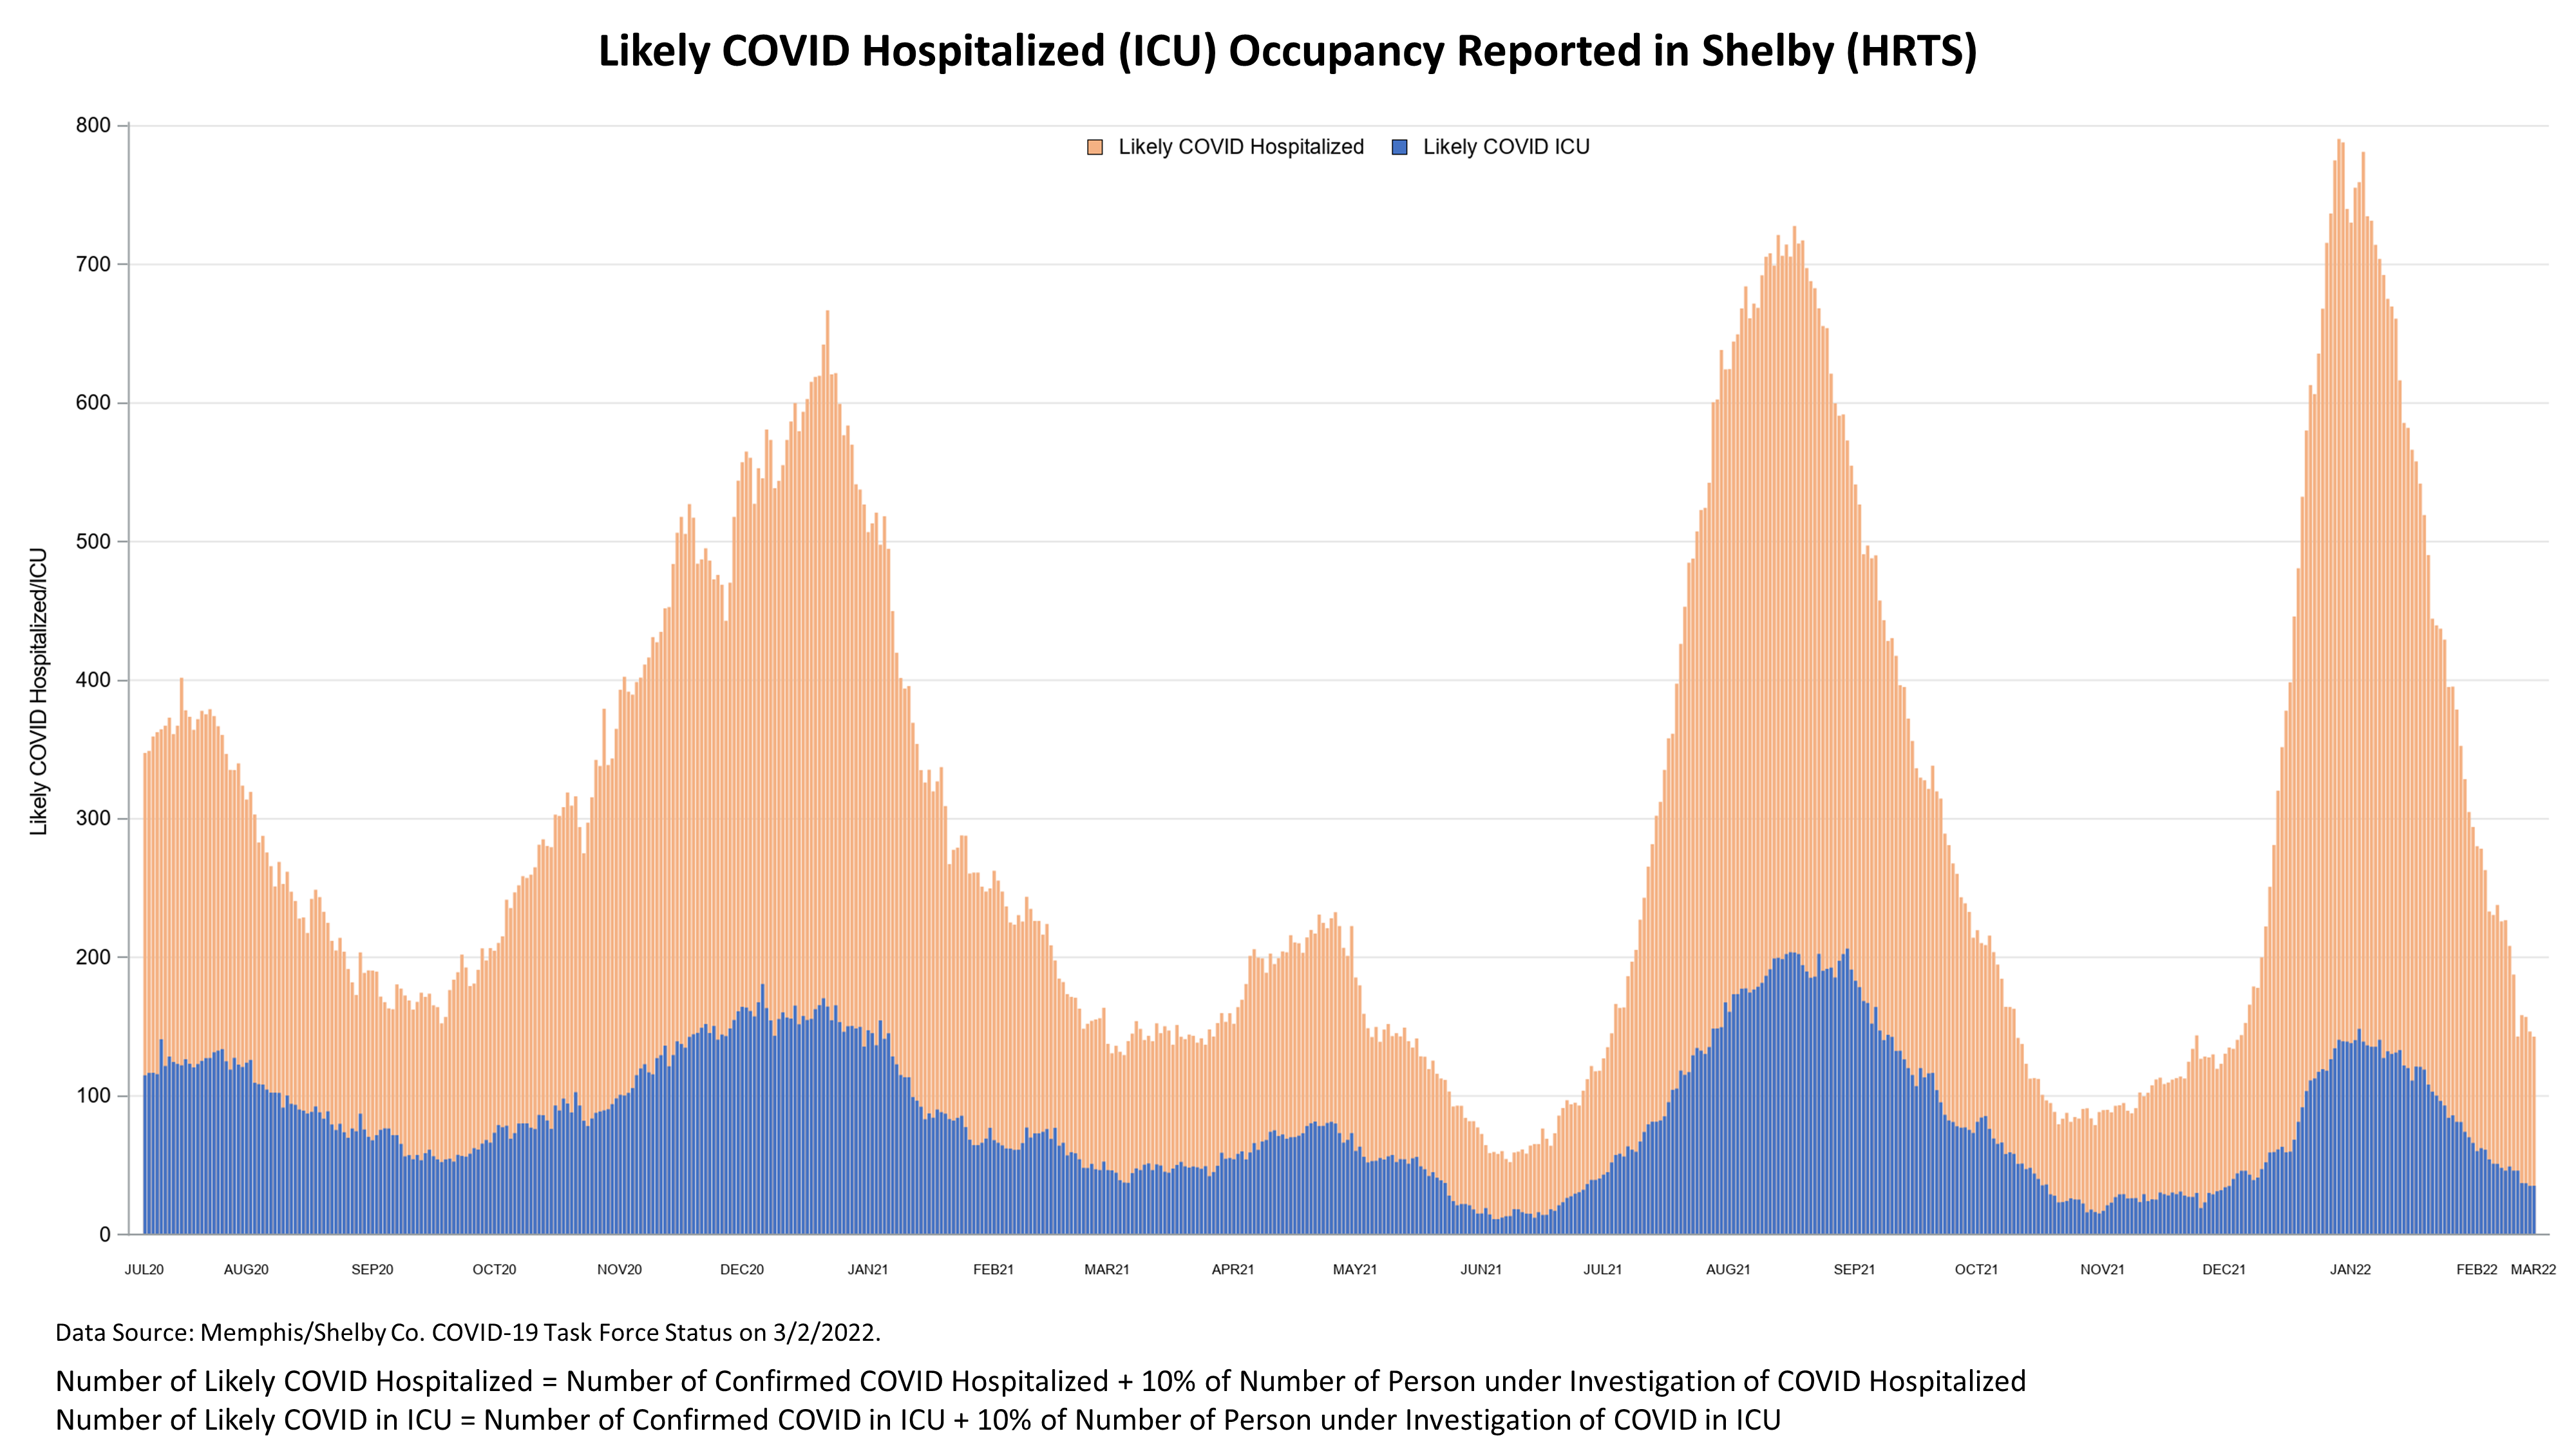 Likely COVID Hospitalized (ICU) Occupancy Reported in Shelby (HRTS)
Likely COVID Hospitalized Likely COVID ICU
Likely COVID Hospitalized/ICU
800
700
600
500
400
300
200
100
0
JUL20 AUG20 SEP20 OCT20 NOV20 DEC20 JAN21 FEB21 MAR21 APR21 MAY21 JUN21 JUL21 AUG21 SEP21 OCT21 NOV21 DEC21 JAN22 FEB22 MAR22
Data Source: Memphis/Shelby Co. COVID-19 Task Force Status on 3/2/2022.
Number of Likely COVID Hospitalized = Number of Confirmed COVID Hospitalized + 10% of Number of Person under Investigation of COVID Hospitalized
Number of Likely COVID in ICU = Number of Confirmed COVID in ICU + 10% of Number of Person under Investigation of COVID in ICU